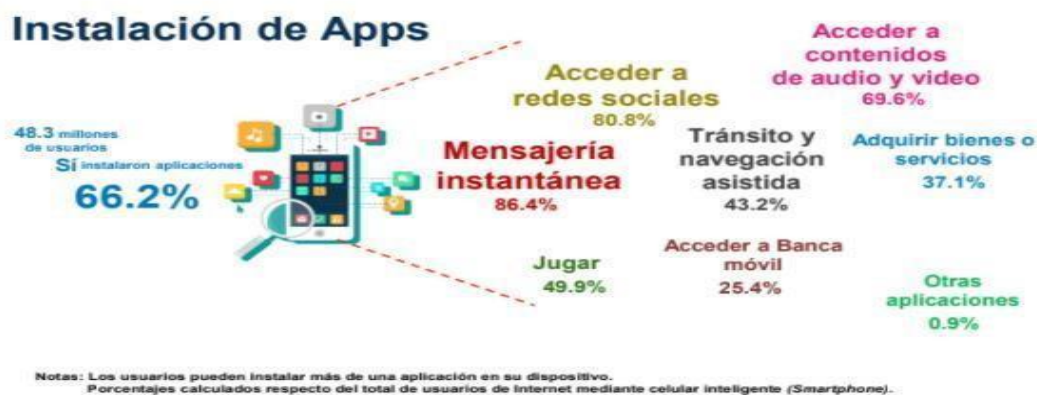 Instalación de Apps
48.3 millones
de usuarios
Sí instalaron aplicaciones
66.2%
Acceder a
redes sociales
80.8%
Acceder a
contenidos
de audio y video
69.6%
Mensajería
instantánea
86.4%
Tránsito y
navegación
asistida
43.2%
Adquirir bienes o
servicios
37.1%
Jugar
49.9%
Acceder a Banca
móvil
25.4%
Otras
aplicaciones
0.9%
Notas: Los usuarios pueden instalar más de una aplicación en su dispositivo.
Porcentajes calculados respecto del total de usuarios de Internet mediante celular inteligente (Smartphone).